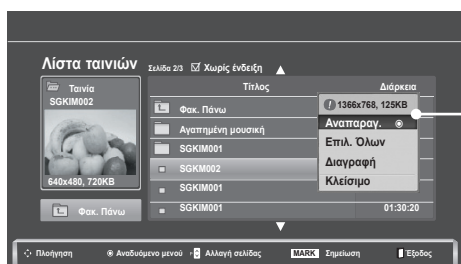 Λίστα ταινιών
Σελίδα 2/3 Χωρίς ένδειξη
Ταινία
SGKIM002
640x480, 720KB
Φακ. Πάνω
Τίτλος Διάρκεια
Φακ. Πάνω
Αγαπημένη μουσική
SGKIM001
SGKM002
SGKIM001
SGKIM001 01:30:20
1366x768, 125KB
Αναπαραγ.
Επιλ. Όλων
Διαγραφή
Κλείσιμο
Πλοήγηση Αναδυόμενο μενού P Αλλαγή σελίδας MARK Σημείωση Έξοδος